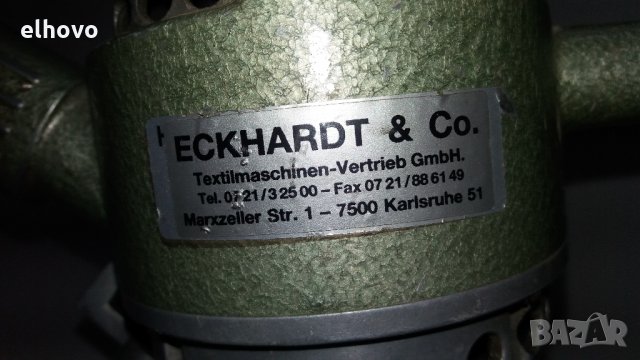 elhovo
H
ECKHARDT & Co.
Textilmaschinen-Vertrieb GmbH.
Tel. 07 21/3 25 00 – Fax 07 21/88 61 49
Marxzeller Str. 1 – 7500 Karlsruhe 51
BAZAR